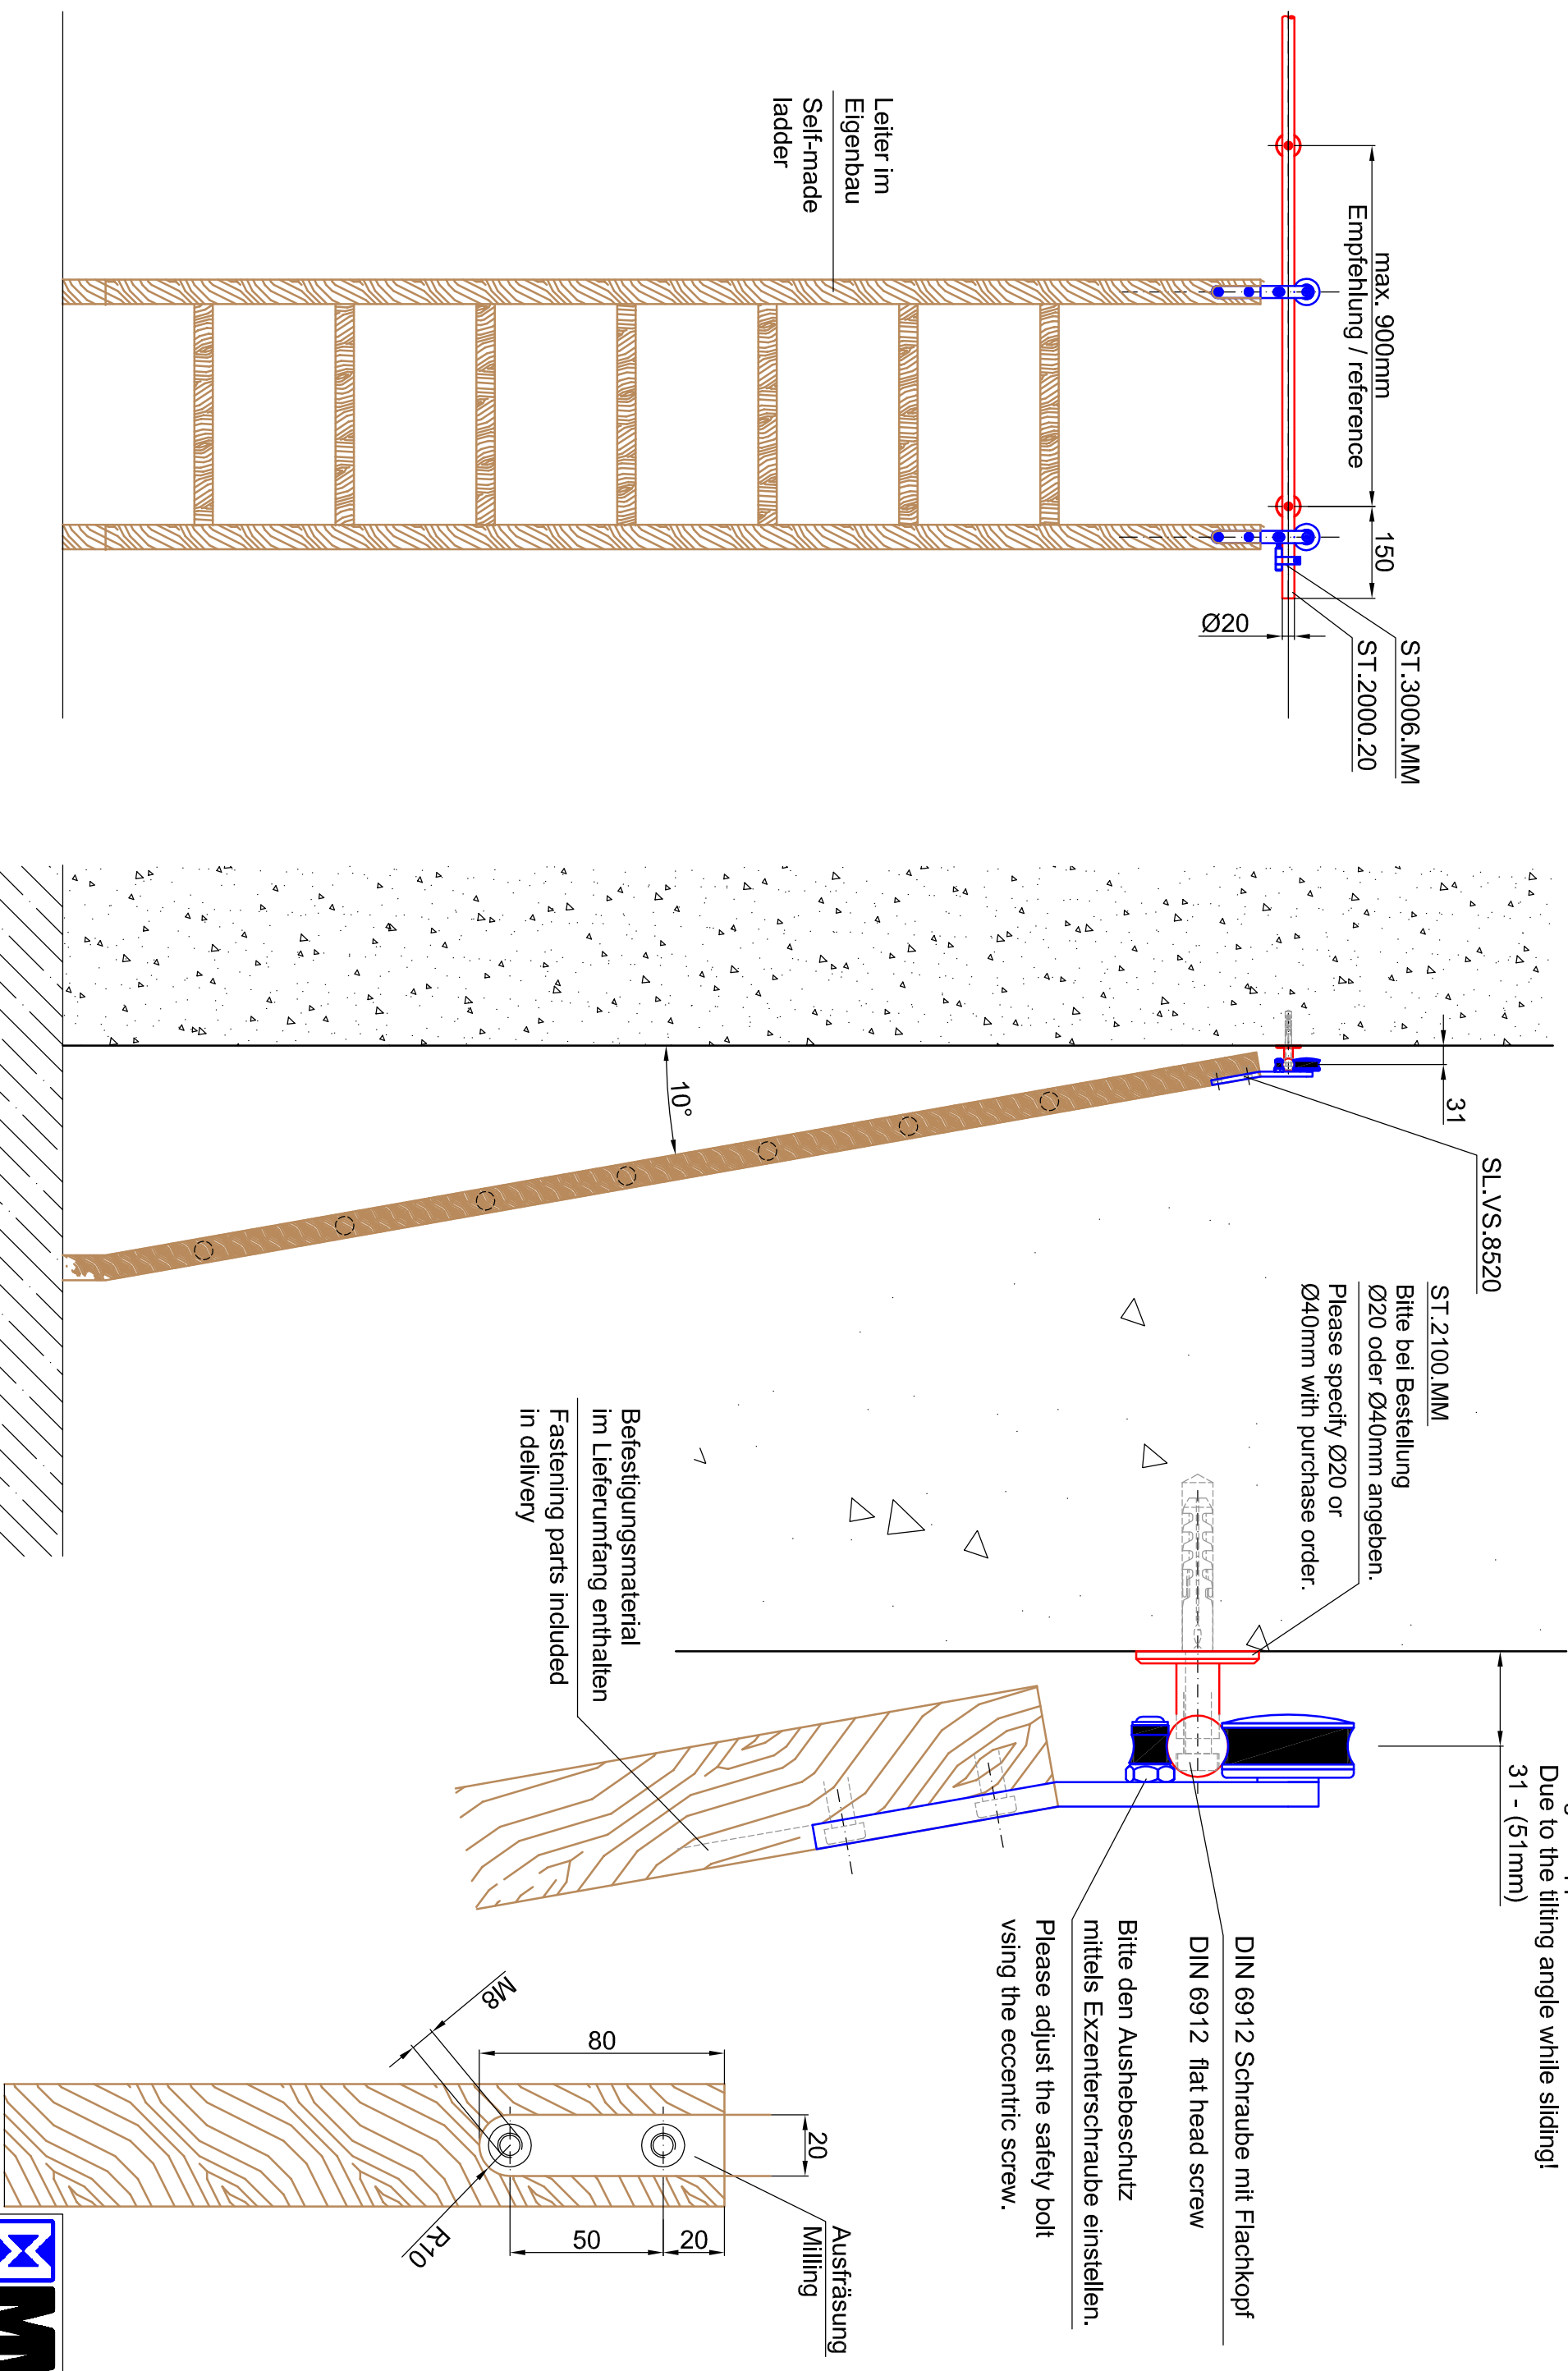 max. 900mm
Empfehlung / reference
150
Ø20
ST.3006.MM
ST.2000.20
Leiter im
Eigenbau
Self-made
ladder
31
10°
SL.VS.8520
ST.2100.MM
Bitte bei Bestellung
Ø20 oder Ø40mm angeben.
Please specify Ø20 or
Ø40mm with purchase order.
Befestigungsmaterial
im Lieferumfang enthalten
Fastening parts included
in delivery
Due to the tilting angle while sliding!
31 - (51mm)
DIN 6912 Schraube mit Flachkopf
DIN 6912 flat head screw
Bitte den Aushebeschutz
mittels Exzenterschraube einstellen.
Please adjust the safety bolt
vsing the eccentric screw.
M8
80
20
R10
50
20
Ausfräsung
Milling